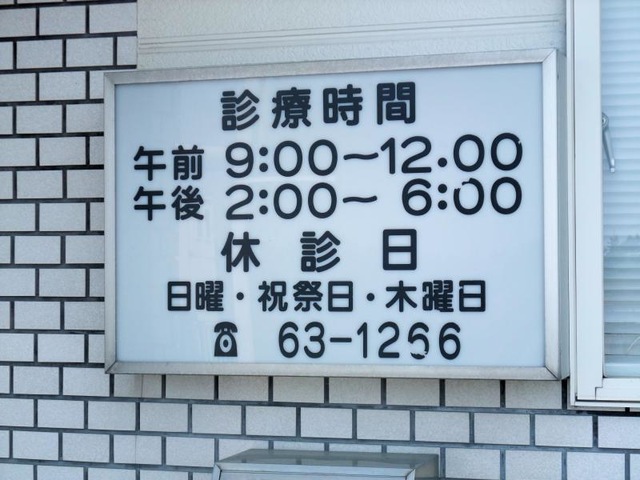 診療時間
午前 9:00〜12.00
午後 2:00〜 6:00
休診日
日曜・祝祭日・木曜日
☎ 63-1266